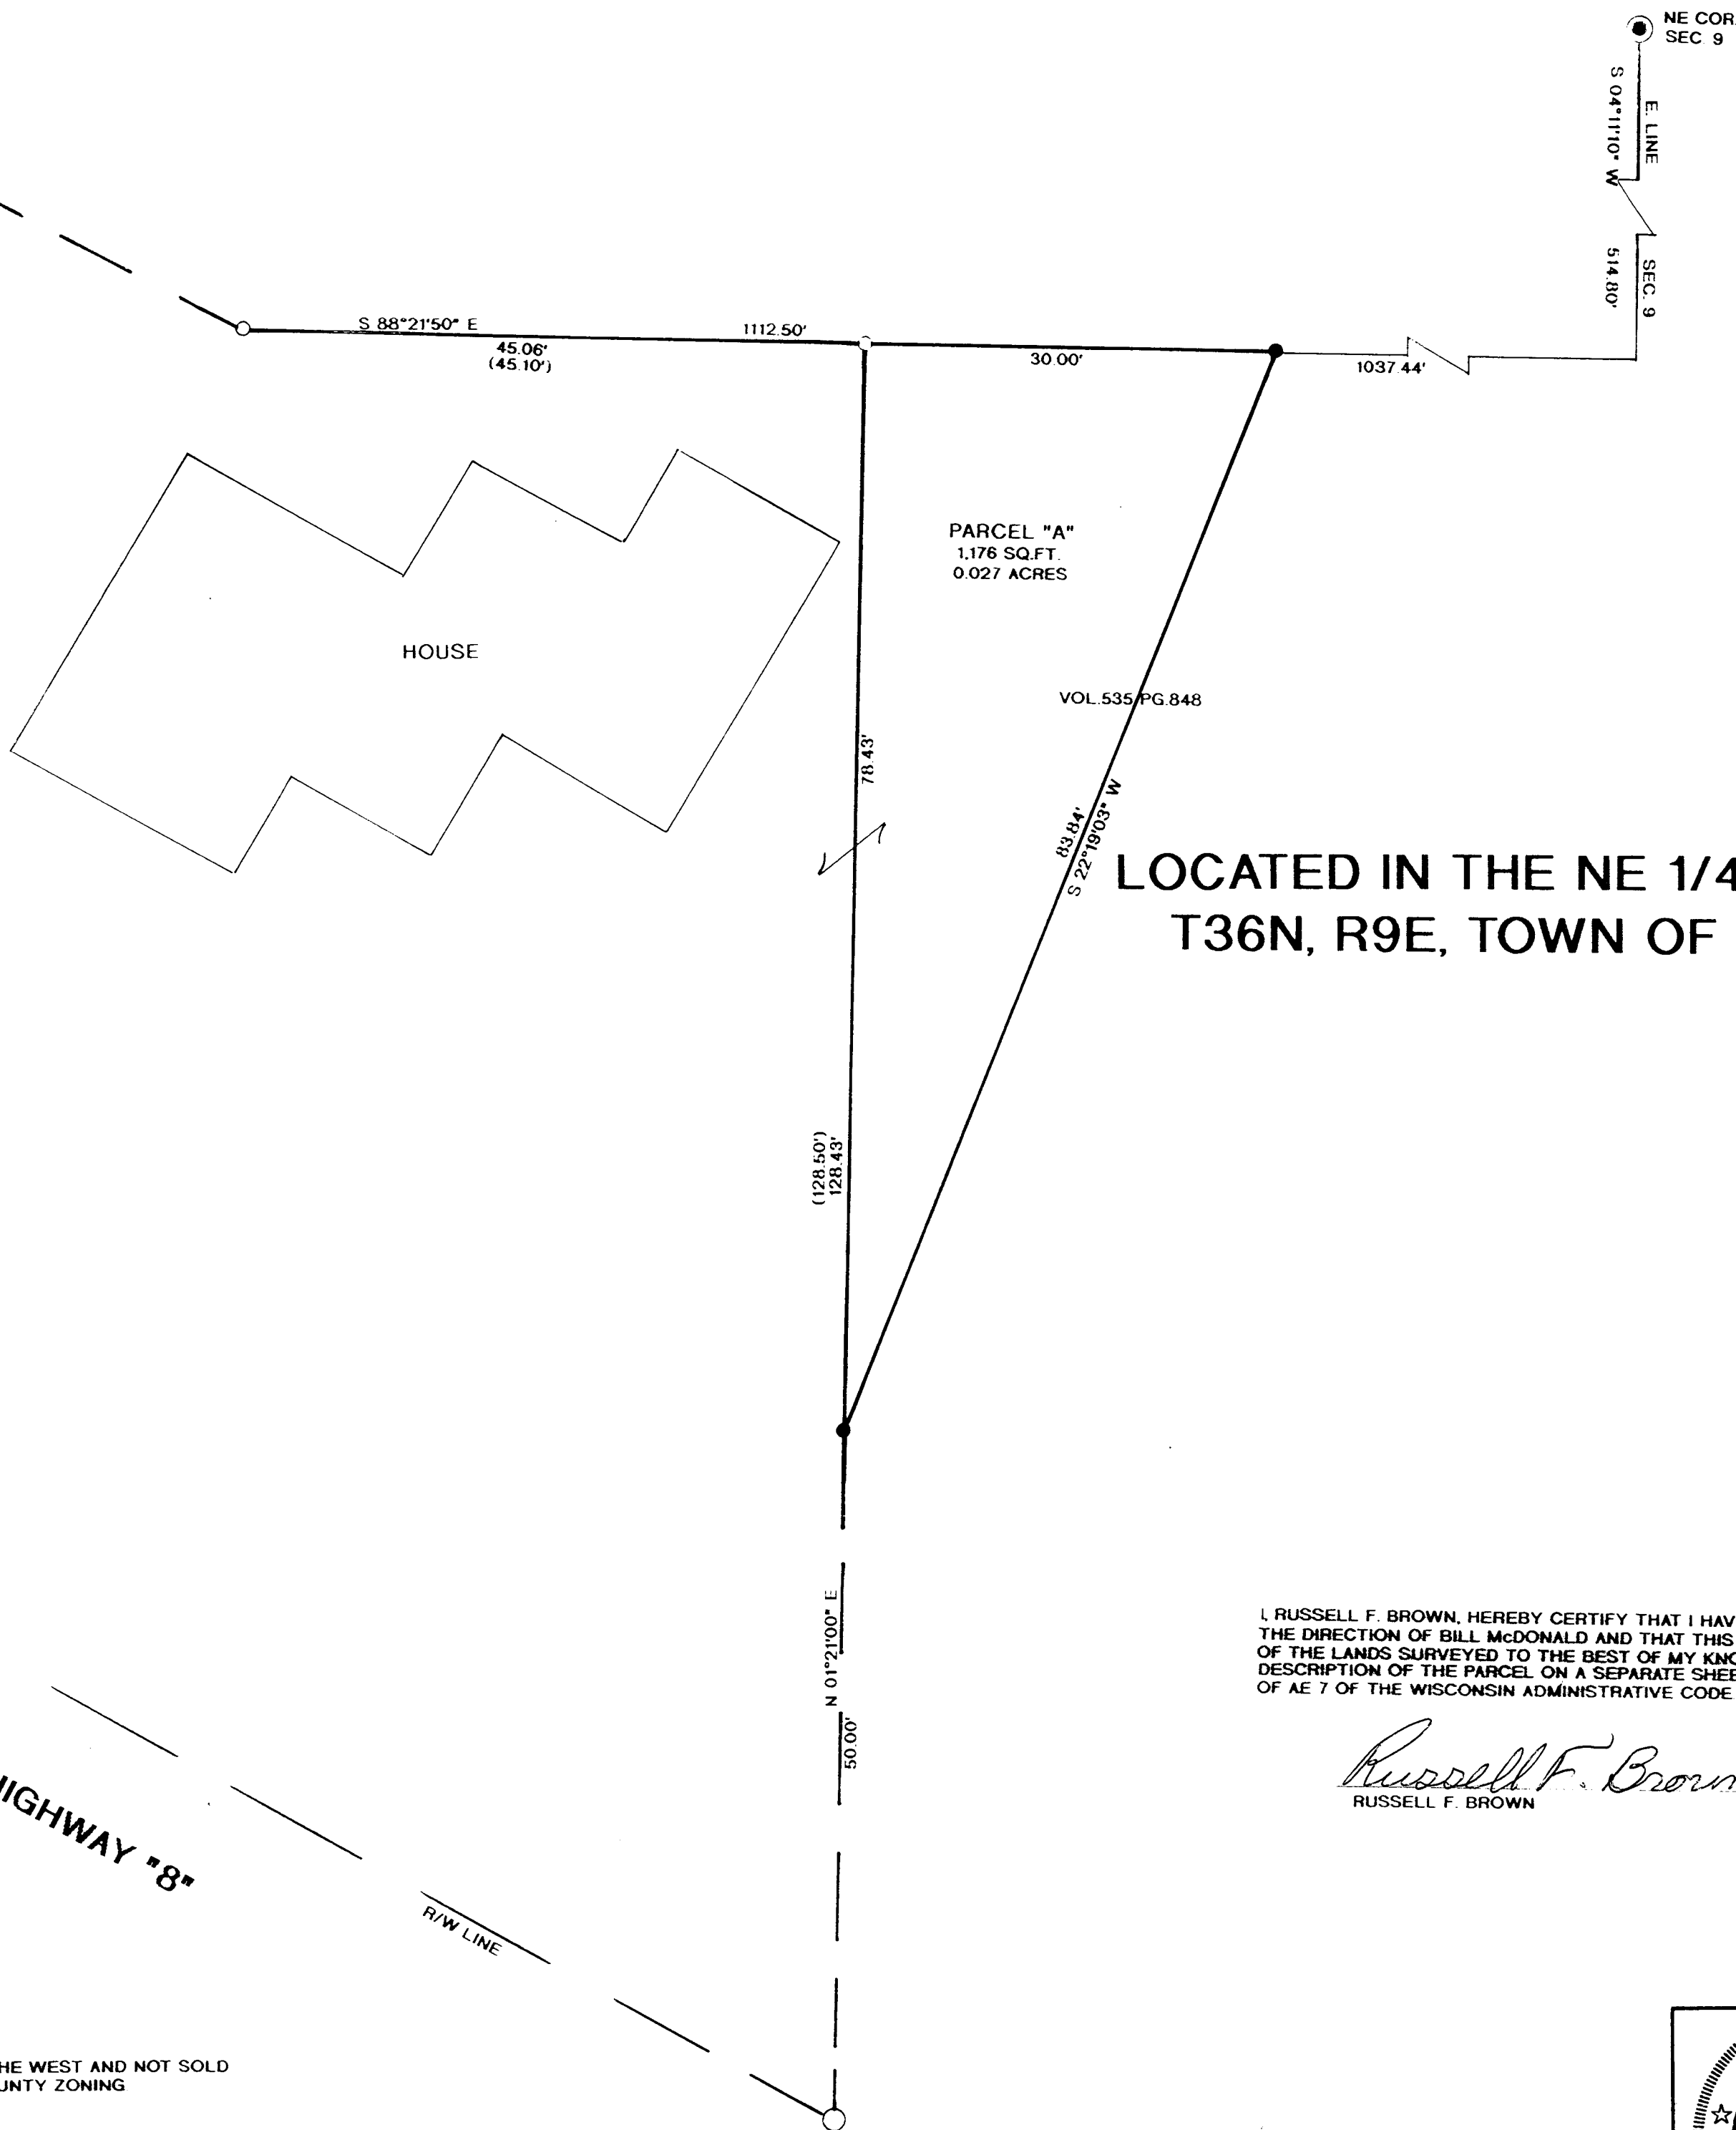 NE COR.
SEC. 9
S 04°11'10" W
E. LINE
514.80'
SEC. 9
S 88°21'50" E
1112.50'
45.06'
(45.10')
30.00'
1037.44'
PARCEL "A"
1,176 SQ.FT.
0.027 ACRES
HOUSE
VOL.535 PG.848
78.43'
83.84'
S 22°19'03" W
LOCATED IN THE NE 1/4
T36N, R9E, TOWN OF
(128.50')
128.43'
N 01°21'00" E
50.00'
I, RUSSELL F. BROWN, HEREBY CERTIFY THAT I HAV
THE DIRECTION OF BILL McDONALD AND THAT THIS
OF THE LANDS SURVEYED TO THE BEST OF MY KNO
DESCRIPTION OF THE PARCEL ON A SEPARATE SHEE
OF AE 7 OF THE WISCONSIN ADMINISTRATIVE CODE
Russell F. Brown
RUSSELL F. BROWN
HIGHWAY "8"
R/W LINE
HE WEST AND NOT SOLD
UNTY ZONING